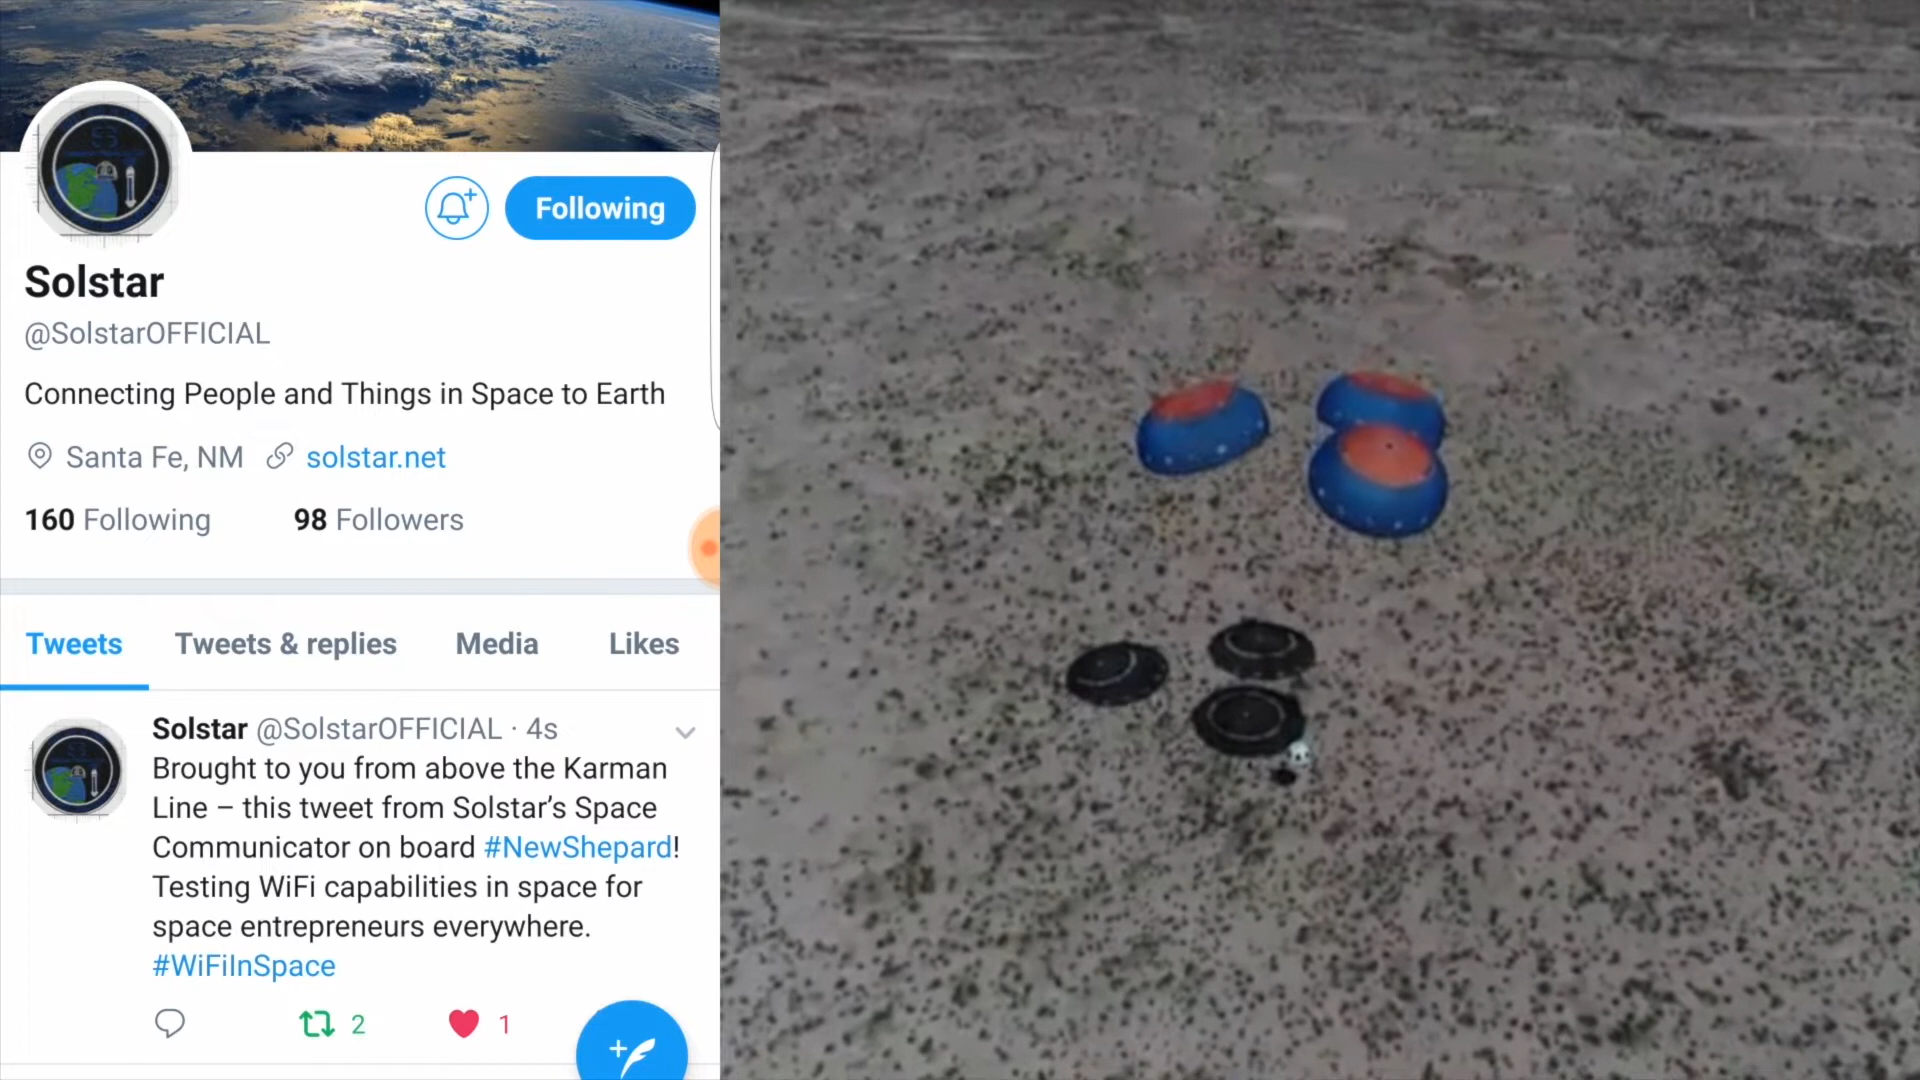 Following
Solstar
@SolstarOFFICIAL
Connecting People and Things in Space to Earth
Santa Fe, NM solstar.net
160 Following 98 Followers
Tweets Tweets & replies Media Likes
Solstar @SolstarOFFICIAL · 4s
Brought to you from above the Karman
Line – this tweet from Solstar’s Space
Communicator on board #NewShepard!
Testing WiFi capabilities in space for
space entrepreneurs everywhere.
#WiFiInSpace
2 1